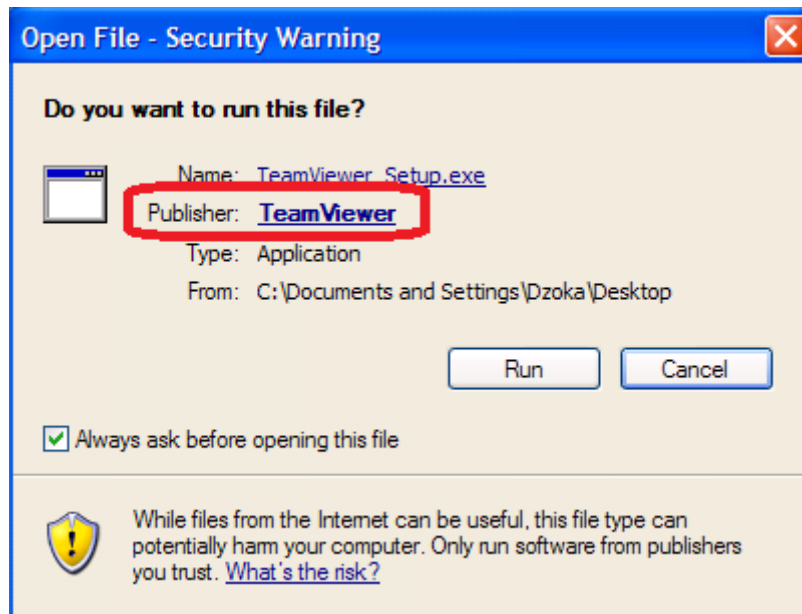 Open File - Security Warning
Do you want to run this file?
Name: TeamViewer_Setup.exe
Publisher: TeamViewer
Type: Application
From: C:\Documents and Settings\Dzoka\Desktop
Run Cancel
Always ask before opening this file
While files from the Internet can be useful, this file type can
potentially harm your computer. Only run software from publishers
you trust. What's the risk?